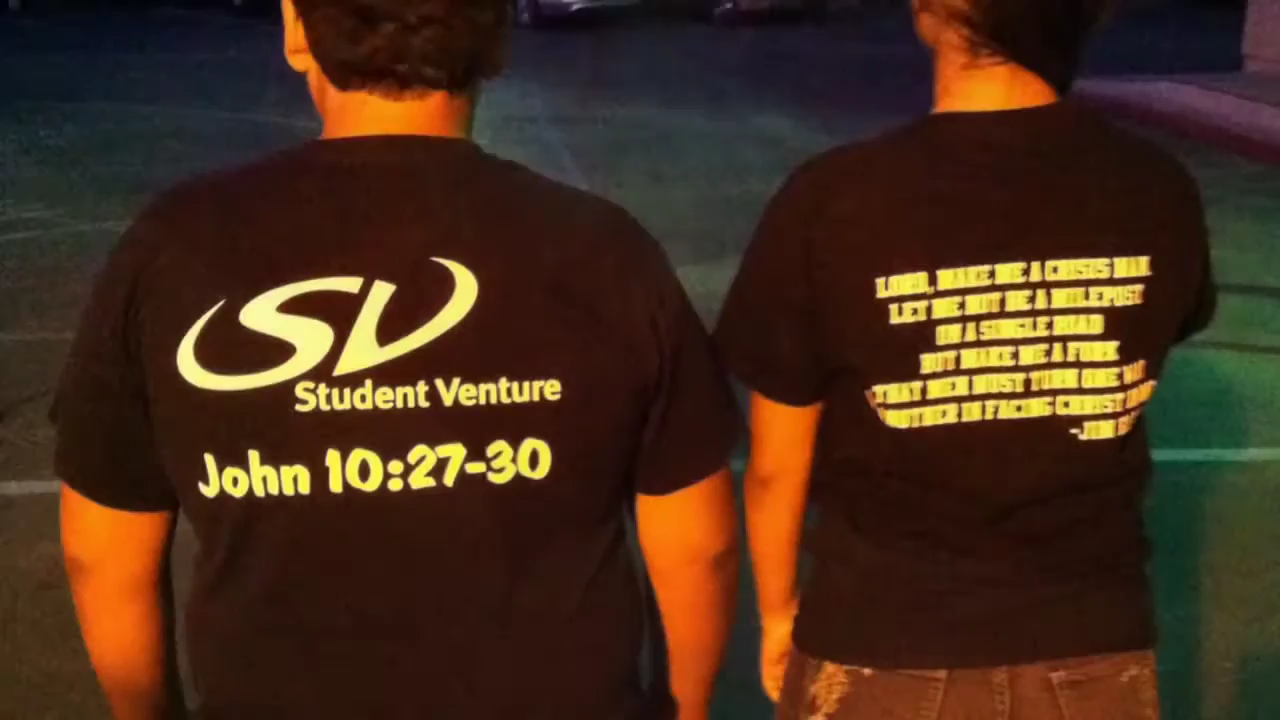 SV
Student Venture
John 10:27-30
LORD, MAKE ME A CRISIS MAN
LET ME NOT BE A MILEPOST
ON A SINGLE ROAD
BUT MAKE ME A FORK
THAT MEN MUST TURN ONE WAY
IN FACING CHRIST
-JIM